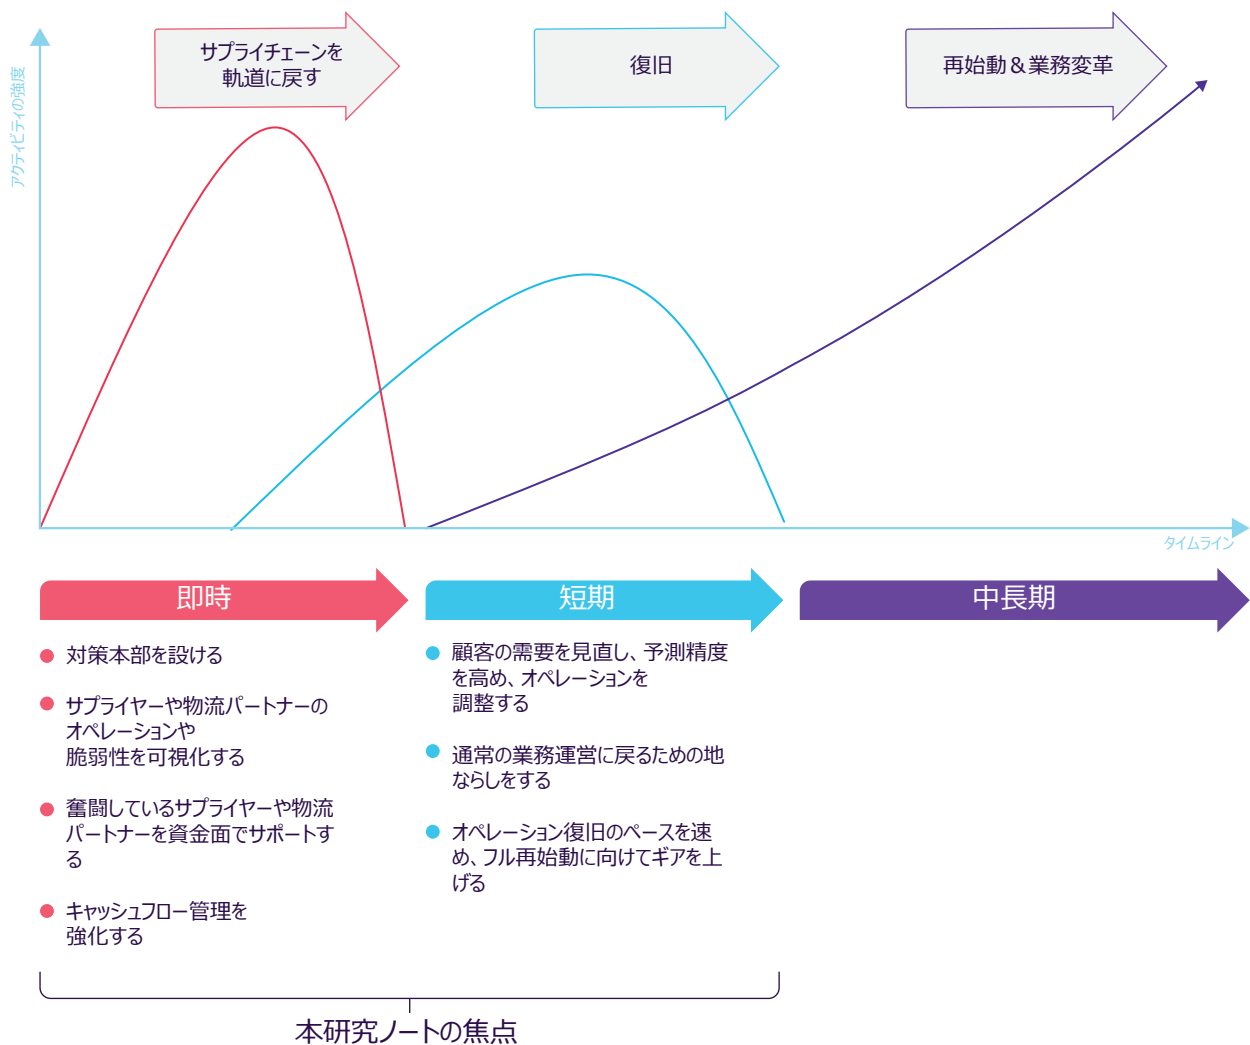 サプライチェーンを
軌道に戻す
復旧
再始動＆業務変革
アクティビティの強度
タイムライン
即時
短期
中長期
対策本部を設ける
サプライヤーや物流パートナーの
オペレーションや
脆弱性を可視化する
奮闘しているサプライヤーや物流
パートナーを資金面でサポートす
る
キャッシュフロー管理を
強化する
顧客の需要を見直し、予測精度
を高め、オペレーションを
調整する
通常の業務運営に戻るための地
ならしをする
オペレーション復旧のペースを速
め、フル再始動に向けてギアを上
げる
本研究ノートの焦点